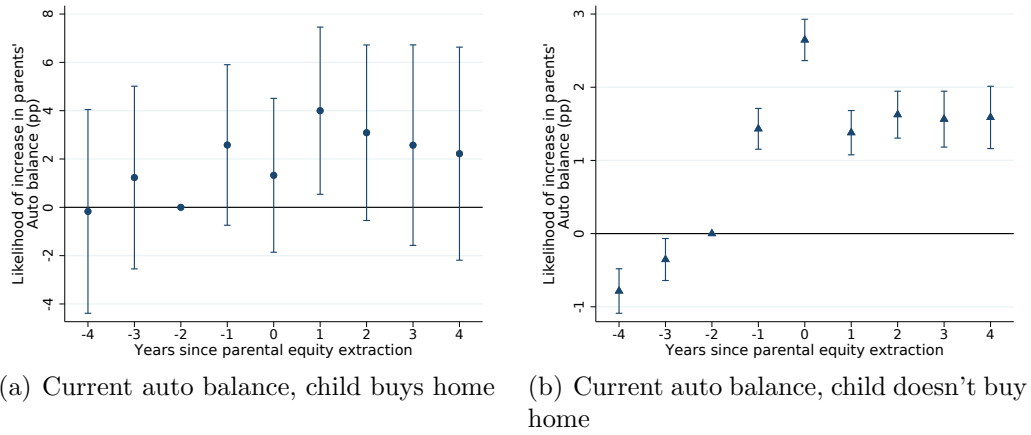 8
6
4
2
0
-2
-4
Likelihood of increase in parents'
Auto balance (pp)
-4 -3 -2 -1 0 1 2 3 4
Years since parental equity extraction
(a) Current auto balance, child buys home
3
2
1
0
-1
Likelihood of increase in parents'
Auto balance (pp)
-4 -3 -2 -1 0 1 2 3 4
Years since parental equity extraction
(b) Current auto balance, child doesn't buy
home